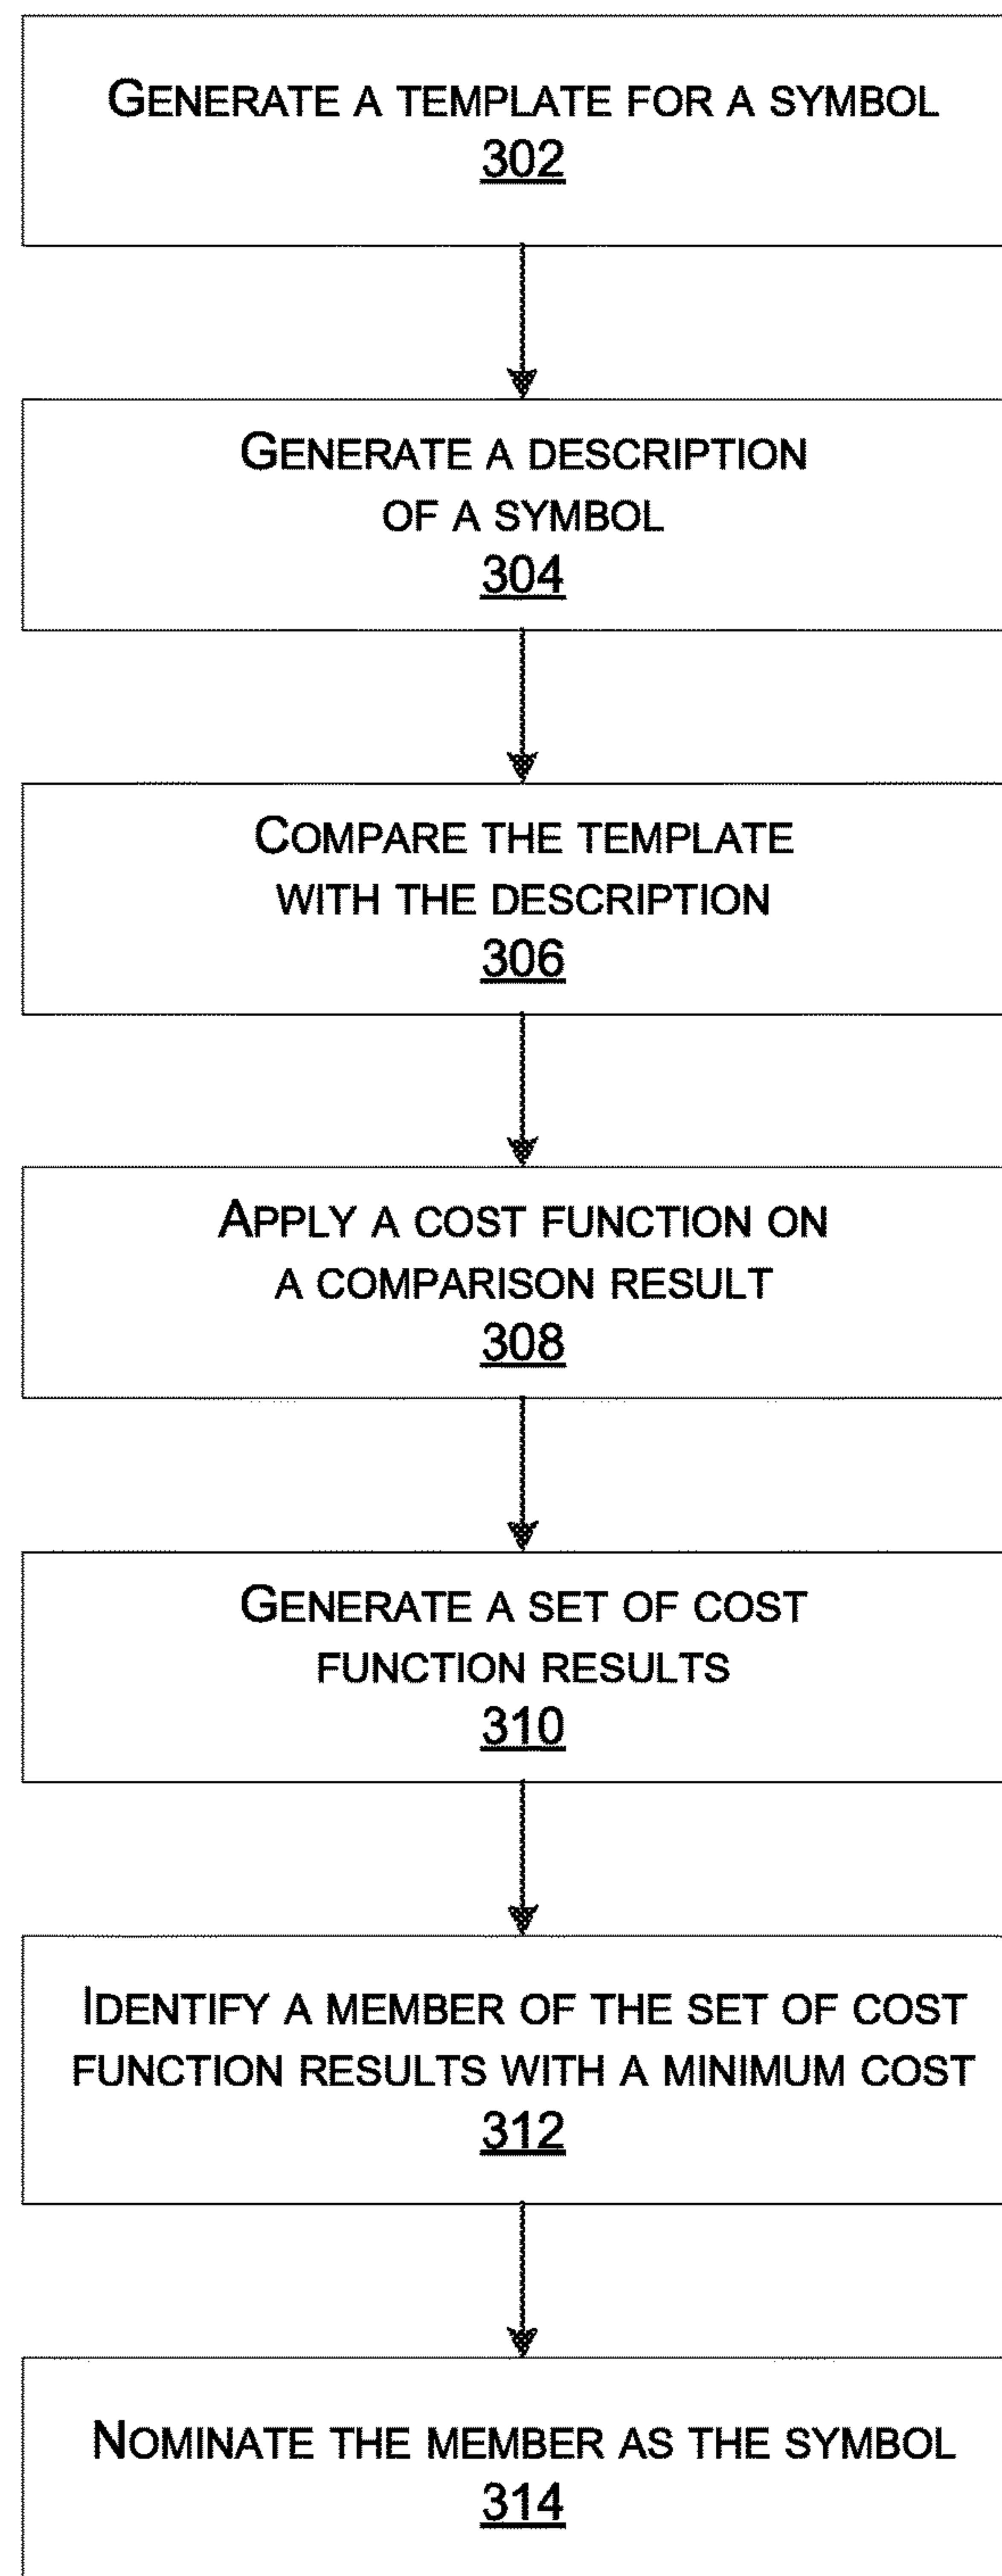 GENERATE A TEMPLATE FOR A SYMBOL
302
GENERATE A DESCRIPTION
OF A SYMBOL
304
COMPARE THE TEMPLATE
WITH THE DESCRIPTION
306
APPLY A COST FUNCTION ON
A COMPARISON RESULT
308
GENERATE A SET OF COST
FUNCTION RESULTS
310
IDENTIFY A MEMBER OF THE SET OF COST
FUNCTION RESULTS WITH A MINIMUM COST
312
NOMINATE THE MEMBER AS THE SYMBOL
314